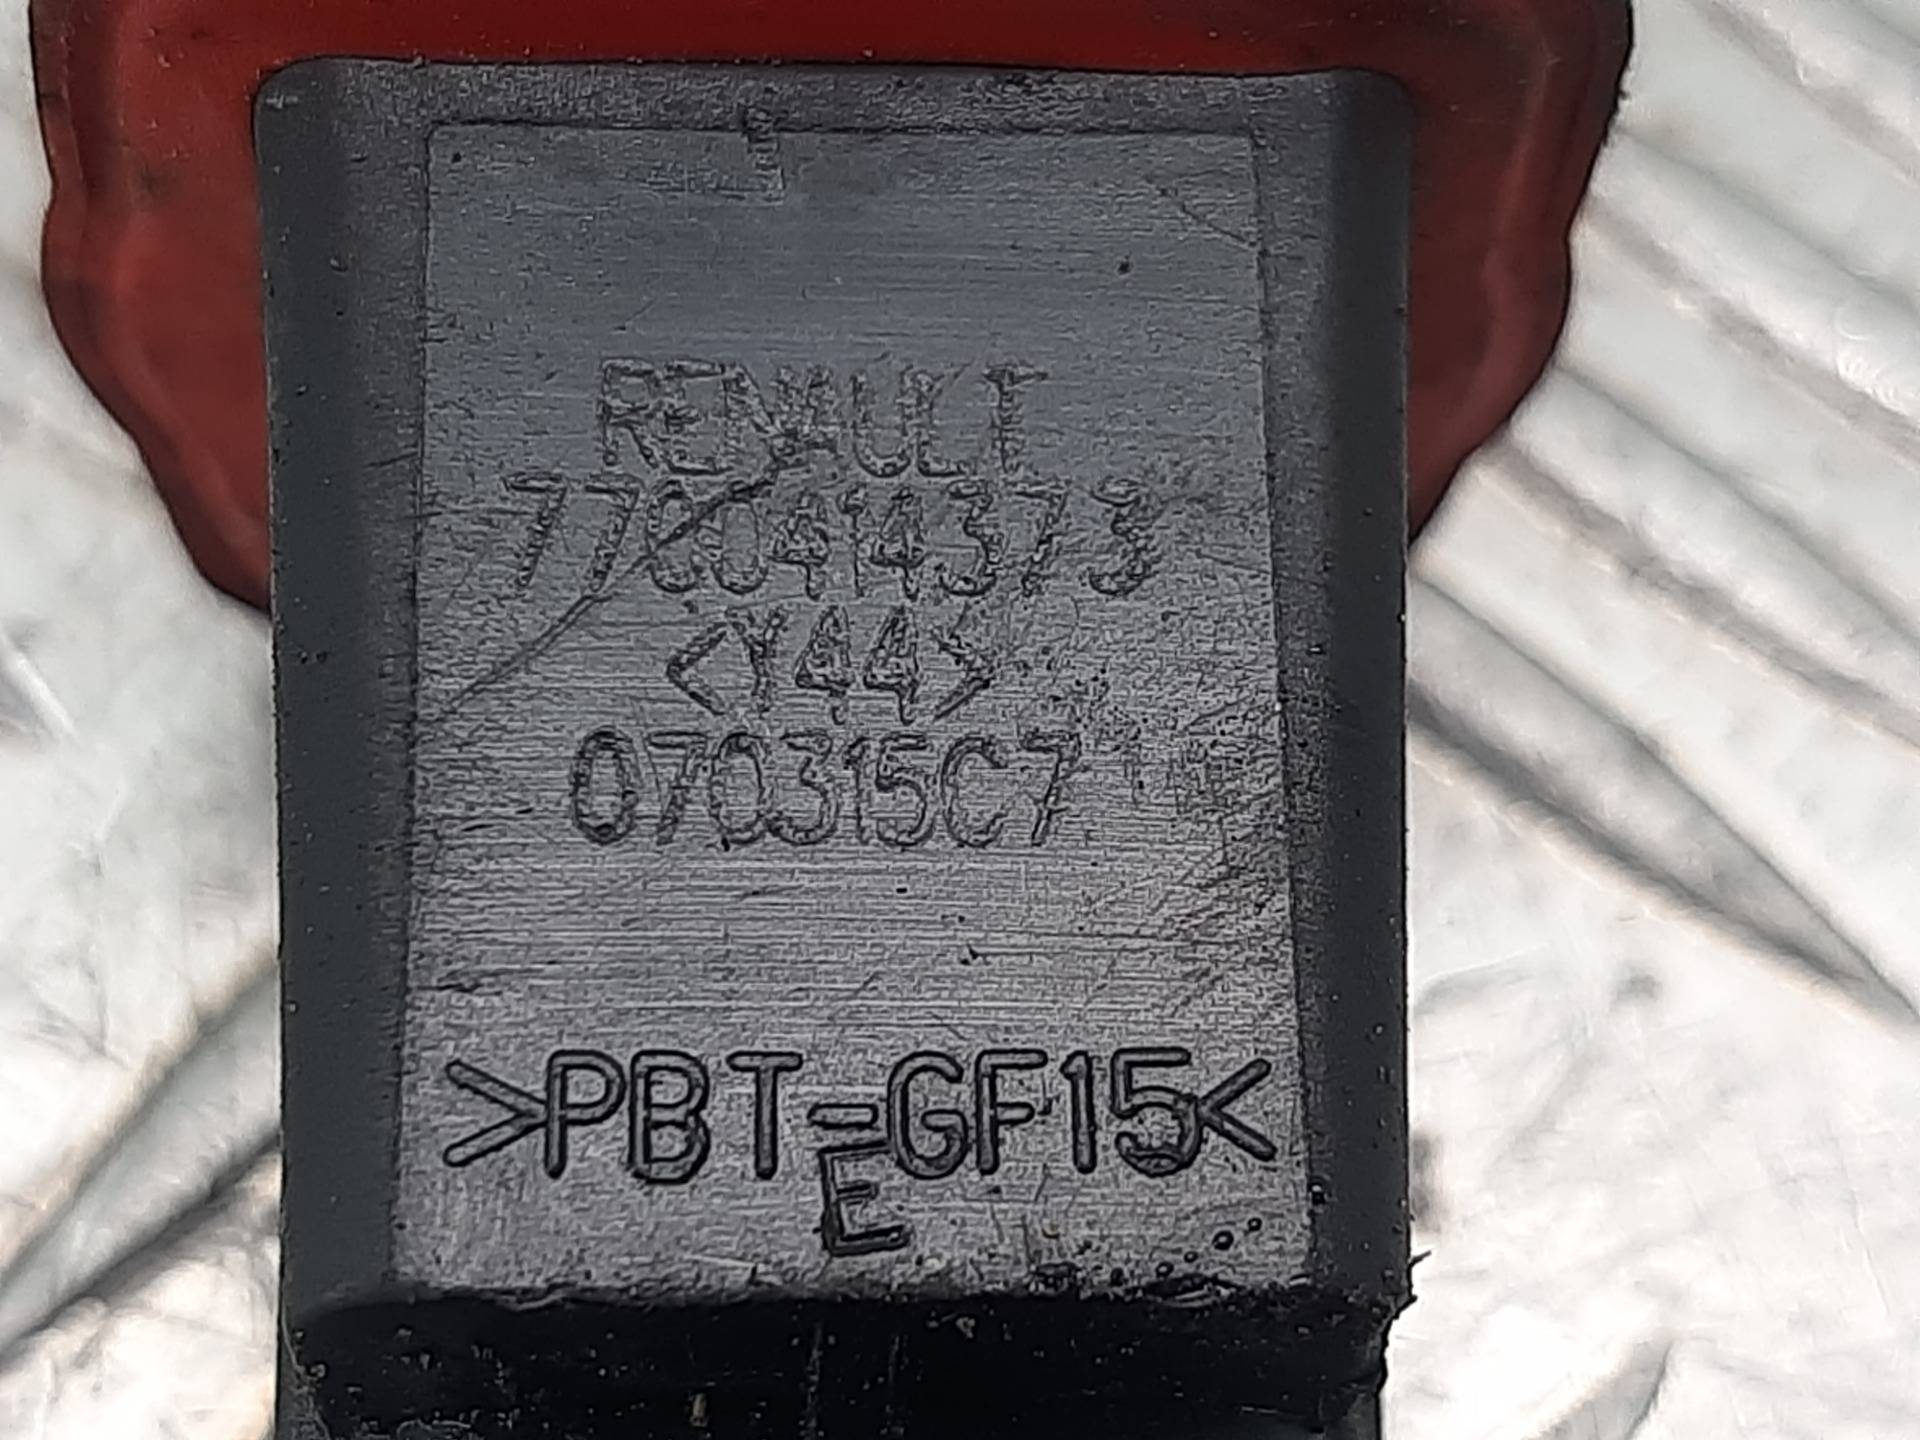 RENAULT
7700414373
<Y44>
070315C7
>PBT-GF15<
E